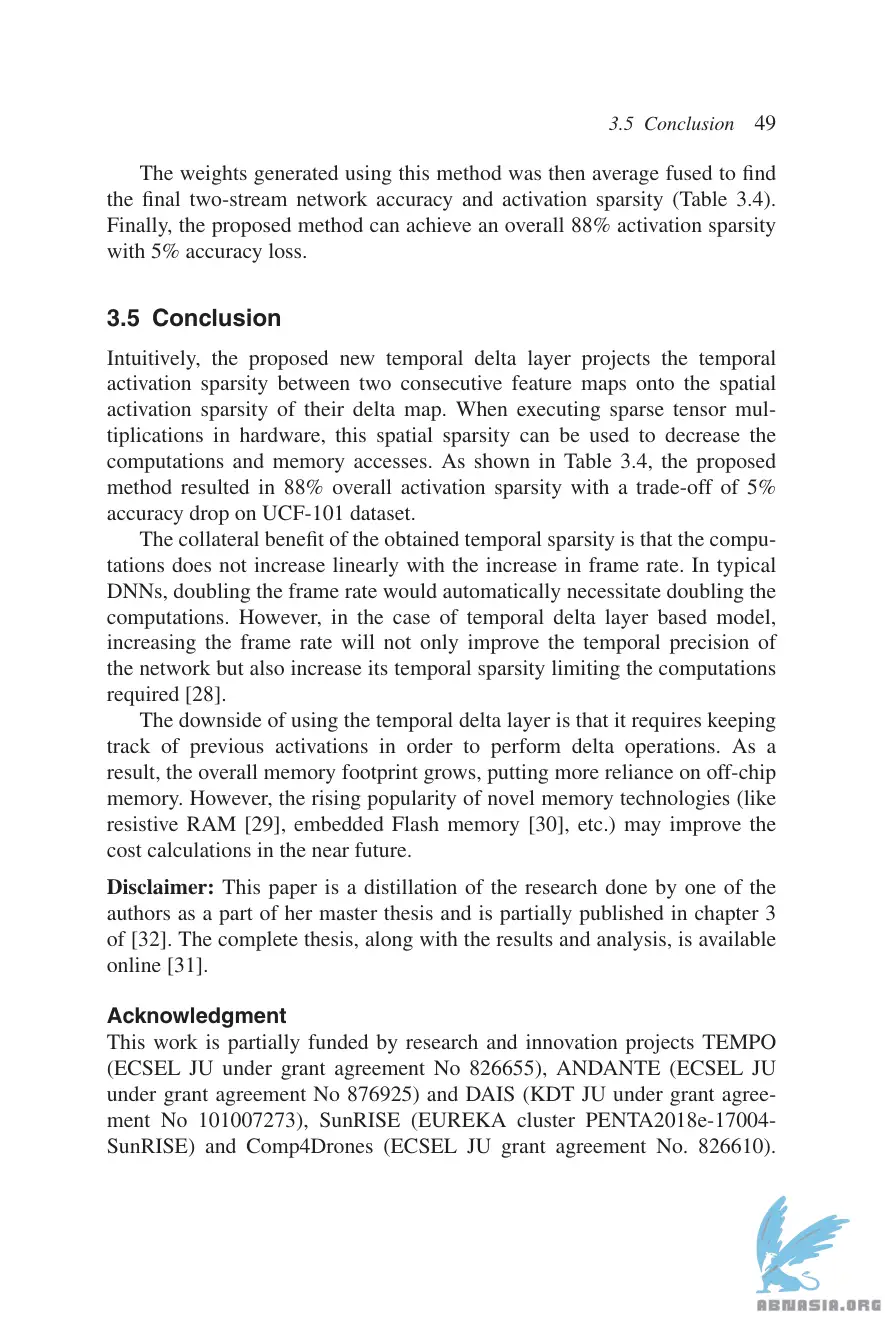 3.5 Conclusion 49
The weights generated using this method was then average fused to find
the final two-stream network accuracy and activation sparsity (Table 3.4).
Finally, the proposed method can achieve an overall 88% activation sparsity
with 5% accuracy loss.
3.5 Conclusion
Intuitively, the proposed new temporal delta layer projects the temporal
activation sparsity between two consecutive feature maps onto the spatial
activation sparsity of their delta map. When executing sparse tensor mul-
tiplications in hardware, this spatial sparsity can be used to decrease the
computations and memory accesses. As shown in Table 3.4, the proposed
method resulted in 88% overall activation sparsity with a trade-off of 5%
accuracy drop on UCF-101 dataset.
The collateral benefit of the obtained temporal sparsity is that the compu-
tations does not increase linearly with the increase in frame rate. In typical
DNNs, doubling the frame rate would automatically necessitate doubling the
computations. However, in the case of temporal delta layer based model,
increasing the frame rate will not only improve the temporal precision of
the network but also increase its temporal sparsity limiting the computations
required [28].
The downside of using the temporal delta layer is that it requires keeping
track of previous activations in order to perform delta operations. As a
result, the overall memory footprint grows, putting more reliance on off-chip
memory. However, the rising popularity of novel memory technologies (like
resistive RAM [29], embedded Flash memory [30], etc.) may improve the
cost calculations in the near future.
Disclaimer: This paper is a distillation of the research done by one of the
authors as a part of her master thesis and is partially published in chapter 3
of [32]. The complete thesis, along with the results and analysis, is available
online [31].
Acknowledgment
This work is partially funded by research and innovation projects TEMPO
(ECSEL JU under grant agreement No 826655), ANDANTE (ECSEL JU
under grant agreement No 876925) and DAIS (KDT JU under grant agree-
ment No 101007273), SunRISE (EUREKA cluster PENTA2018e-17004-
SunRISE) and Comp4Drones (ECSEL JU grant agreement No. 826610).
ABNASIA.ORG